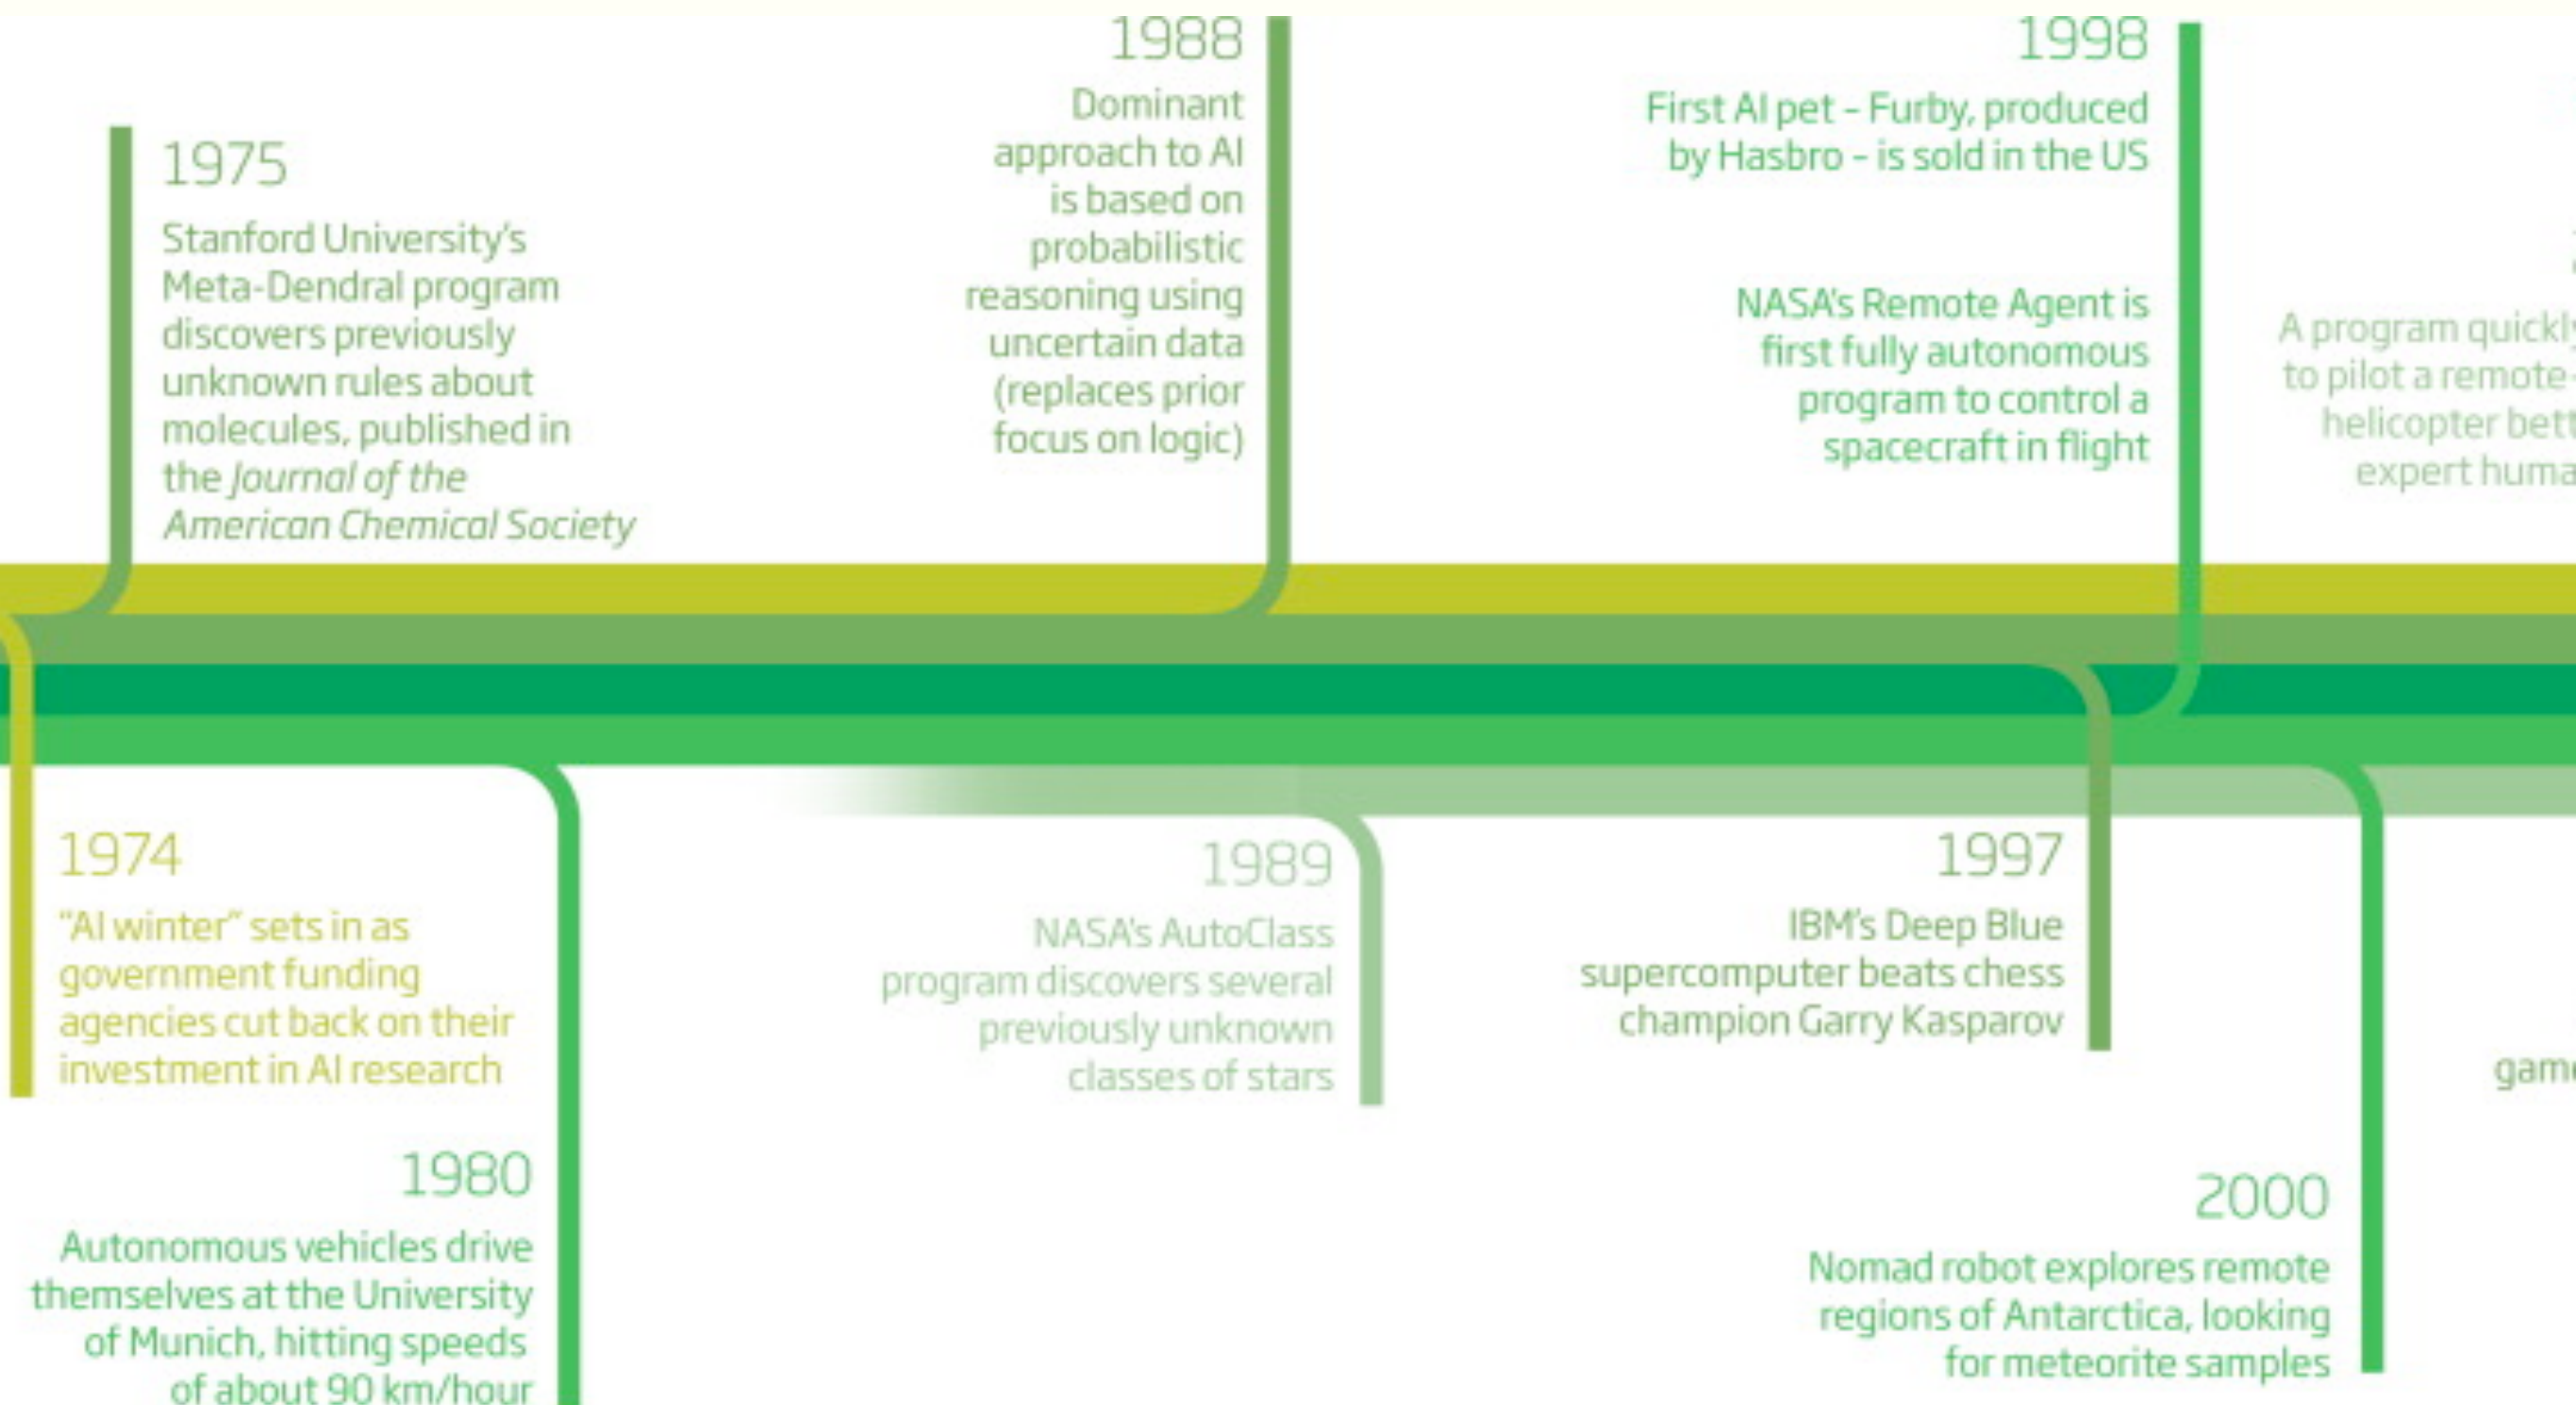 1975
Stanford University's
Meta-Dendral program
discovers previously
unknown rules about
molecules, published in
the Journal of the
American Chemical Society
1988
Dominant
approach to AI
is based on
probabilistic
reasoning using
uncertain data
(replaces prior
focus on logic)
1998
First AI pet – Furby, produced
by Hasbro – is sold in the US
NASA's Remote Agent is
first fully autonomous
program to control a
spacecraft in flight
A program
to pilot a remote-
helicopter
expert
1974
"AI winter" sets in as
government funding
agencies cut back on their
investment in AI research
1980
Autonomous vehicles drive
themselves at the University
of Munich, hitting speeds
of about 90 km/hour
1989
NASA's AutoClass
program discovers several
previously unknown
classes of stars
1997
IBM's Deep Blue
supercomputer beats chess
champion Garry Kasparov
2000
Nomad robot explores remote
regions of Antarctica, looking
for meteorite samples